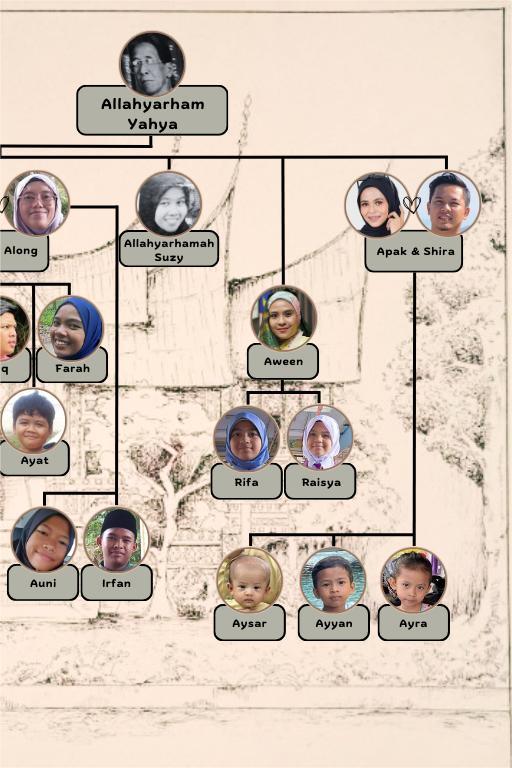 Allahyarham
Yahya
Along
Allahyarhamah
Suzy
Apak & Shira
q
Farah
Aween
Ayat
Rifa
Raisya
Auni
Irfan
Aysar
Ayyan
Ayra